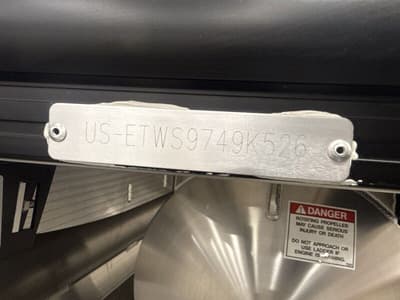 US-ETWS9749K526
DANGER
ROTATING PROPELLER
MAY CAUSE SERIOUS
INJURY OR DEATH
DO NOT APPROACH OR
USE LADDER IF
ENGINE IS RUNNING